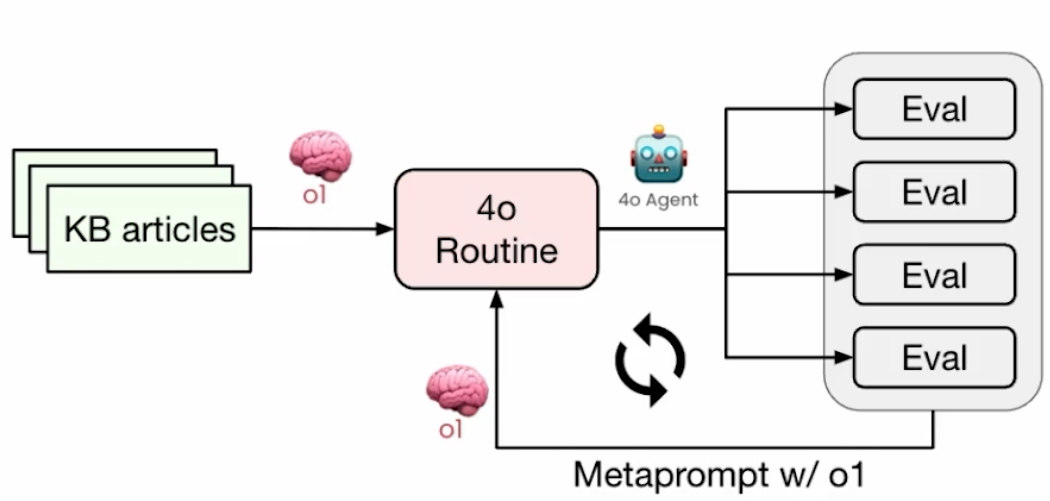 KB articles
o1
4o
Routine
4o Agent
Eval
Eval
Eval
Eval
o1
Metaprompt w/ o1